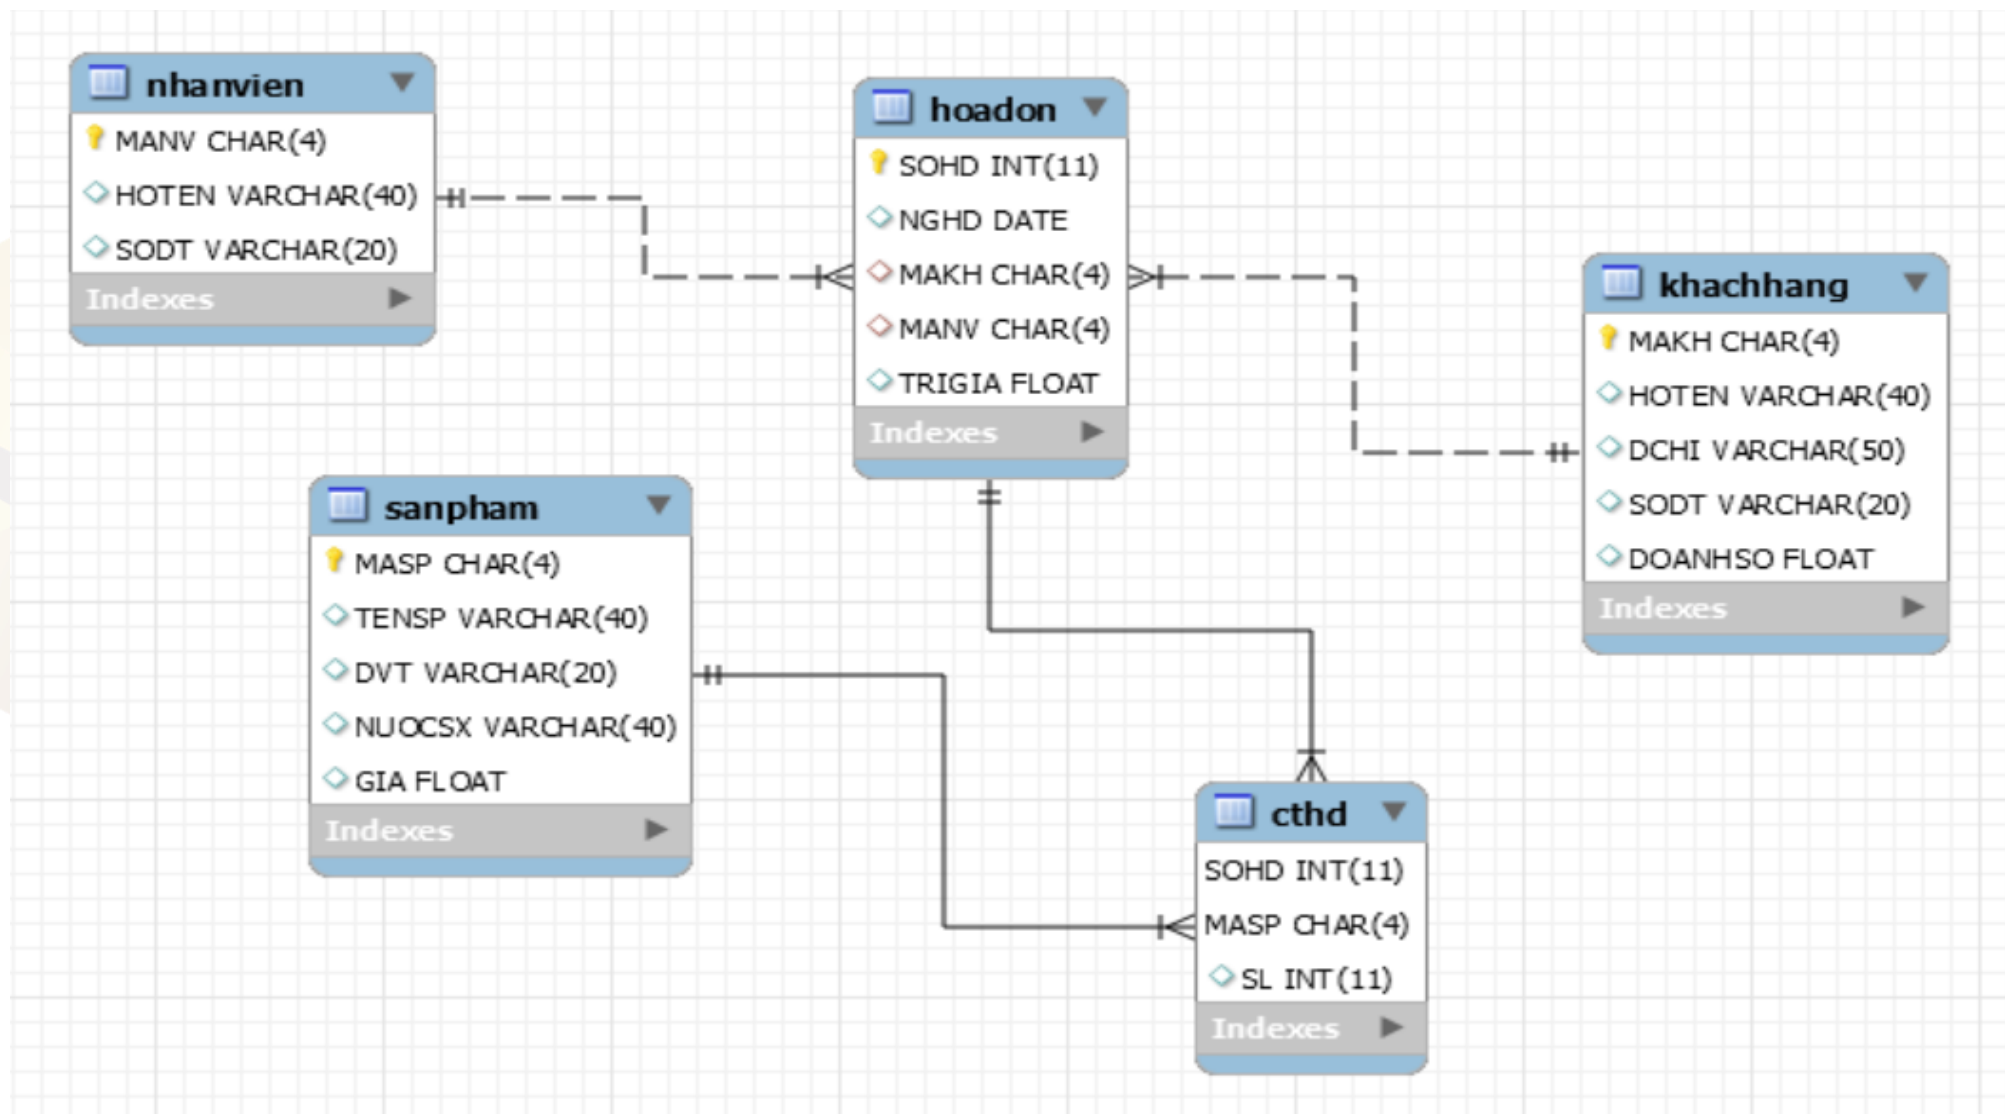 nhanvien
MANV CHAR(4)
HOTEN VARCHAR(40)
SODT VARCHAR(20)
Indexes
hoadon
SOHD INT(11)
NGHD DATE
MAKH CHAR(4)
MANV CHAR(4)
TRIGIA FLOAT
Indexes
khachhang
MAKH CHAR(4)
HOTEN VARCHAR(40)
DCHI VARCHAR(50)
SODT VARCHAR(20)
DOANHSO FLOAT
Indexes
sanpham
MASP CHAR(4)
TENSP VARCHAR(40)
DVT VARCHAR(20)
NUOCSX VARCHAR(40)
GIA FLOAT
Indexes
cthd
SOHD INT(11)
MASP CHAR(4)
SL INT(11)
Indexes